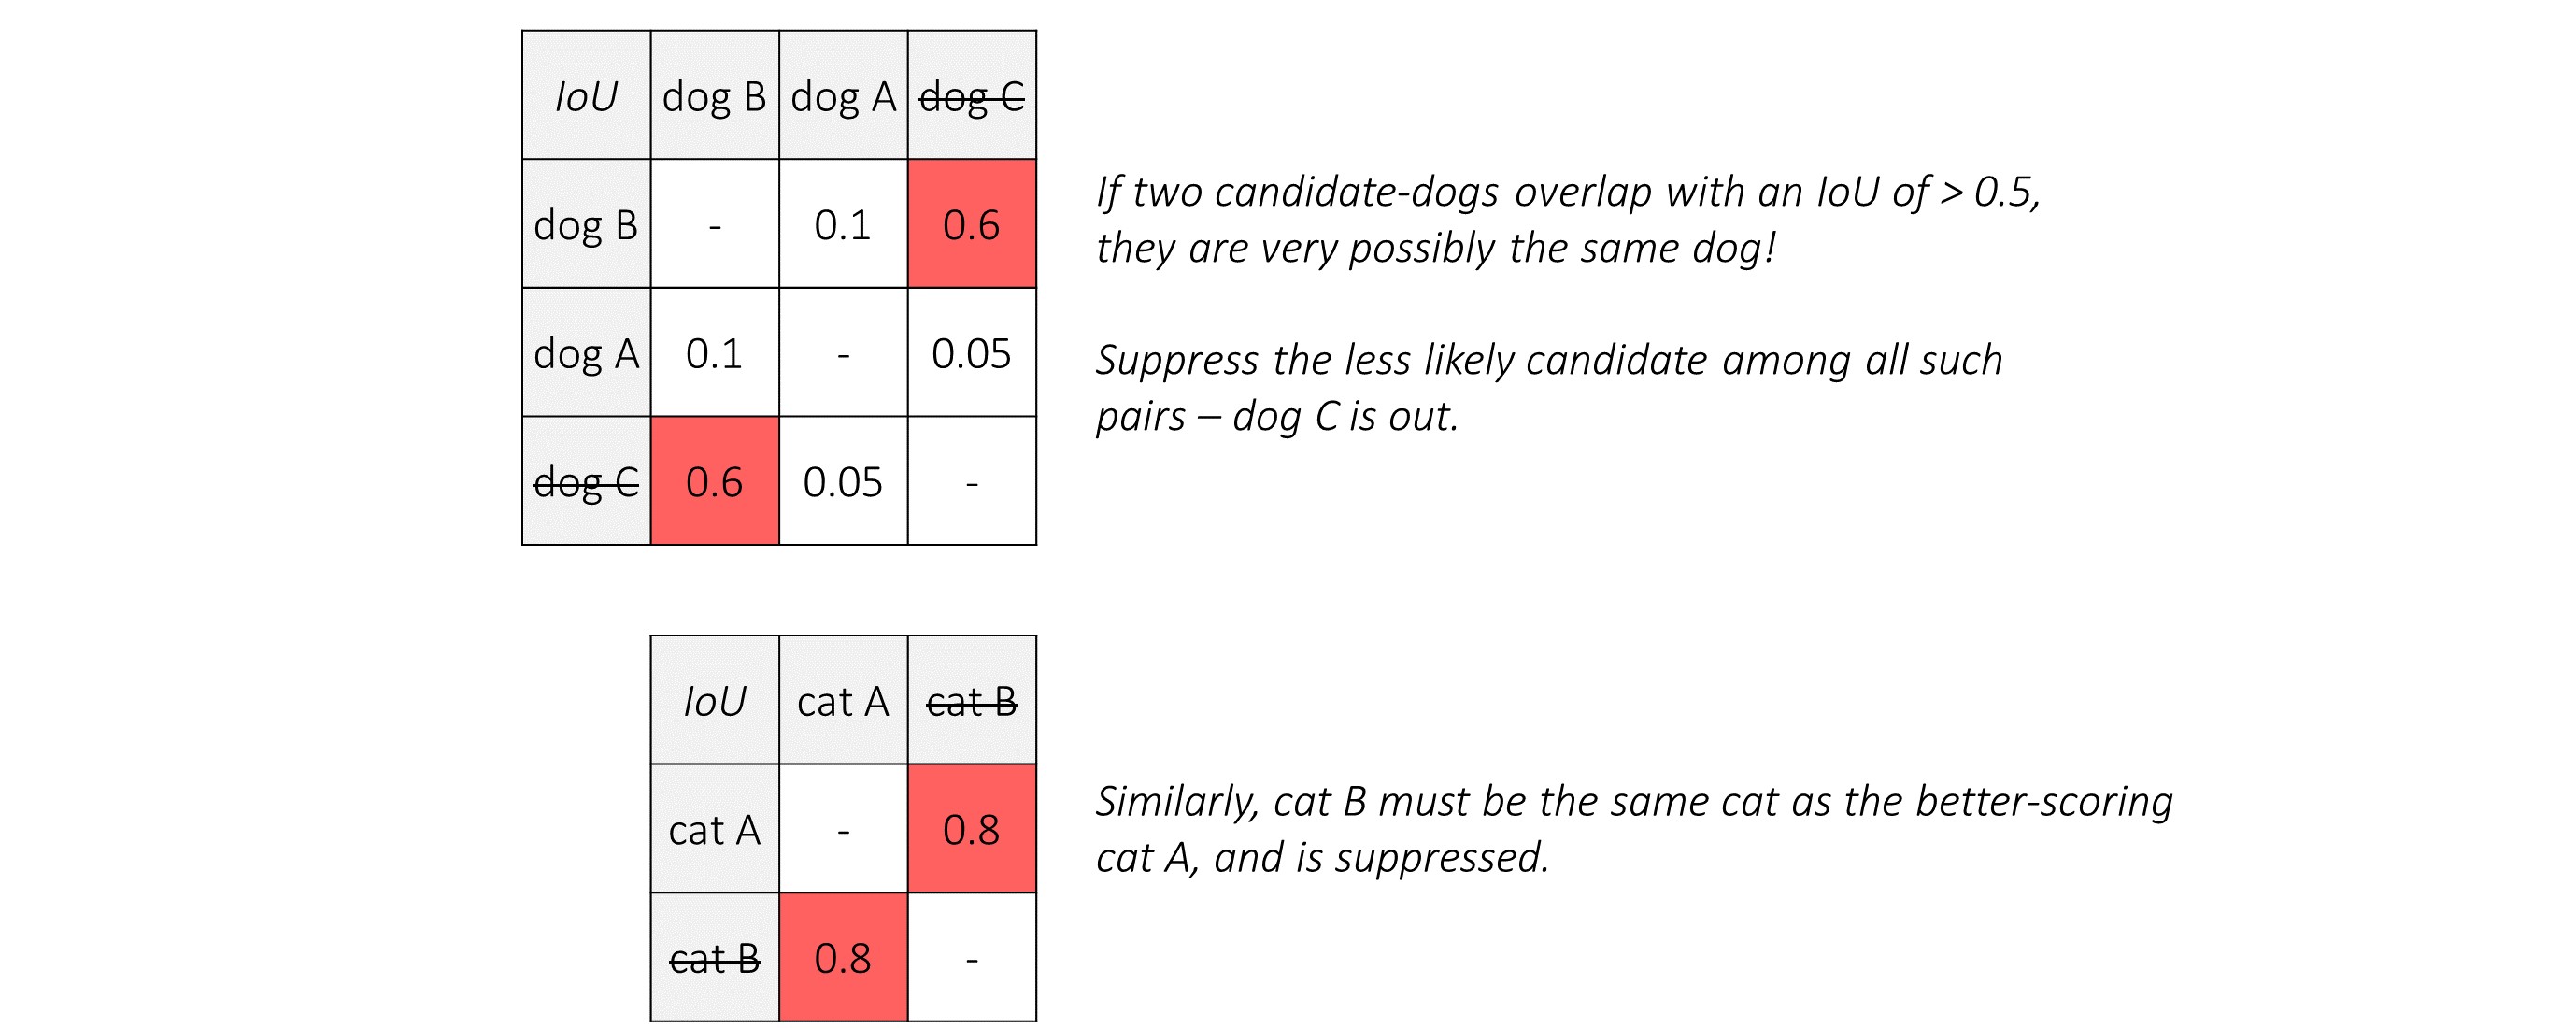 IoU dog B dog A dog C
dog B - 0.1 0.6
dog A 0.1 - 0.05
dog C 0.6 0.05 -
If two candidate-dogs overlap with an IoU of > 0.5,
they are very possibly the same dog!
Suppress the less likely candidate among all such
pairs – dog C is out.
IoU cat A cat B
cat A - 0.8
cat B 0.8 -
Similarly, cat B must be the same cat as the better-scoring
cat A, and is suppressed.